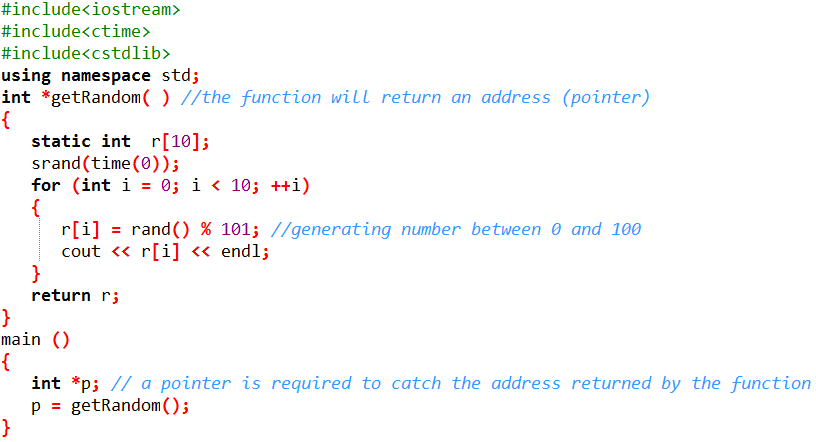 #include<iostream>
#include<ctime>
#include<cstdlib>
using namespace std;
int *getRandom( ) //the function will return an address (pointer)
{
   static int  r[10];
   srand(time(0));
   for (int i = 0; i < 10; ++i)
   {
      r[i] = rand() % 101; //generating number between 0 and 100
      cout << r[i] << endl;
   }
   return r;
}
main ()
{
   int *p; // a pointer is required to catch the address returned by the function
   p = getRandom();
}